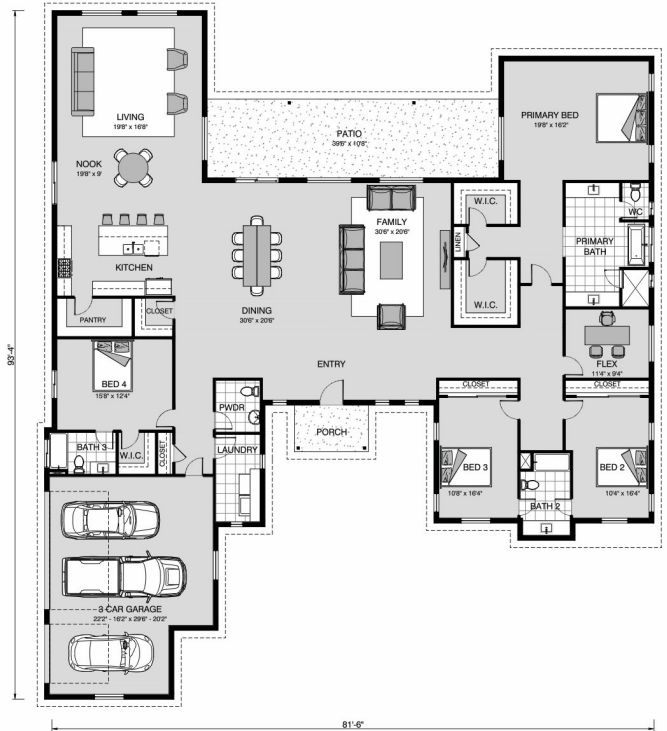 LIVING
19'8" x 16'8"
PATIO
39'6" x 10'8"
PRIMARY BED
19'8" x 16'2"
NOOK
19'8" x 9'
W.I.C.
WC
FAMILY
30'6" x 20'6"
LINEN
PRIMARY
BATH
KITCHEN
W.I.C.
DINING
30'6" x 20'6"
PANTRY
CLOSET
93'-4"
ENTRY
FLEX
11'4" x 9'4"
BED 4
15'8" x 12'4"
CLOSET
CLOSET
PWDR
PORCH
BATH 3
W.I.C.
CLOSET
LAUNDRY
BED 3
10'8" x 16'4"
BED 2
10'4" x 16'4"
BATH 2
3 CAR GARAGE
22'2" - 16'2" x 29'6" - 20'2"
81'-6"